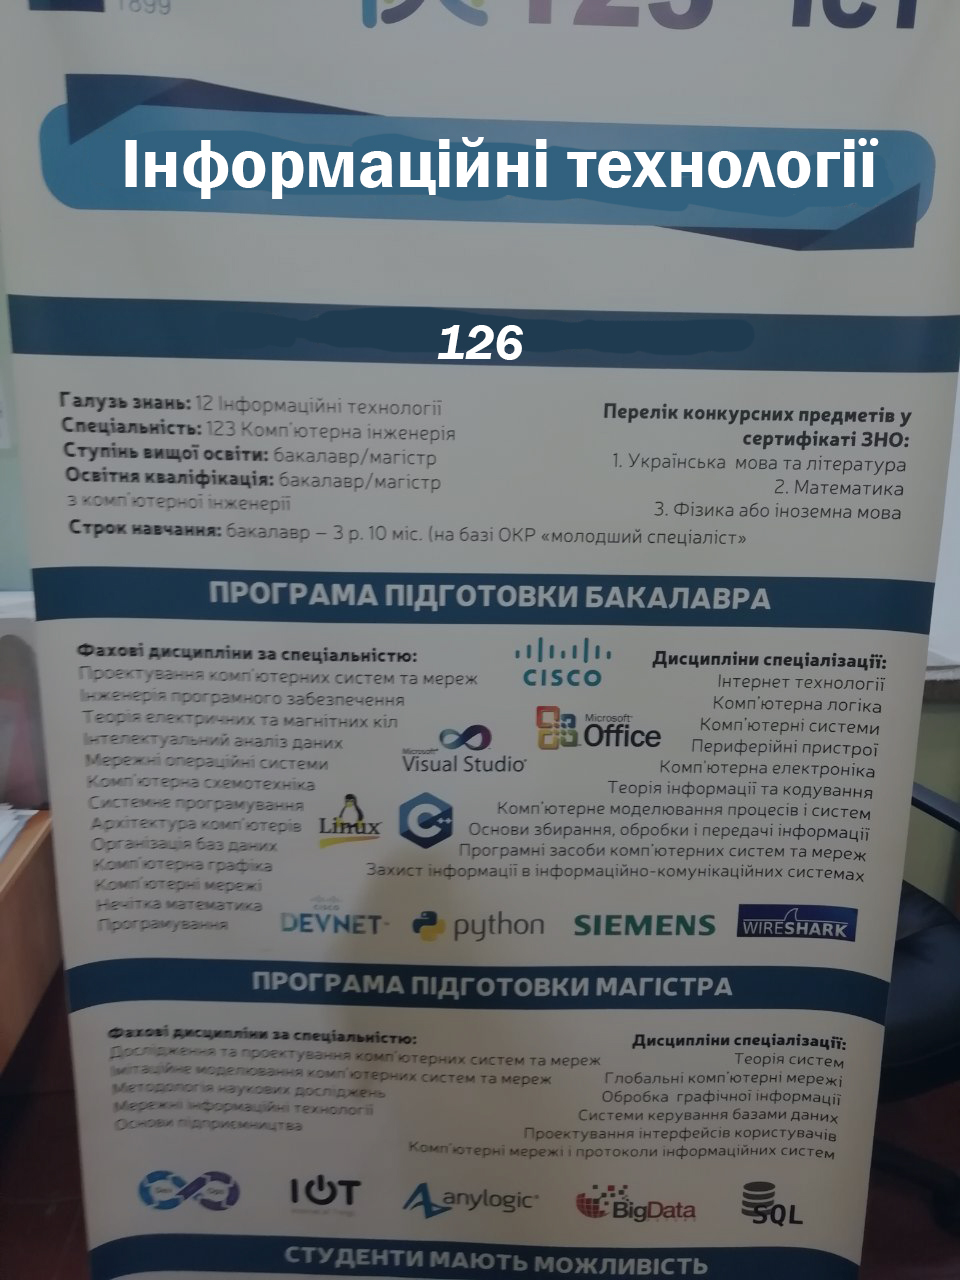 1899
123 ІСТ
Інформаційні технології
126
Галузь знань: 12 Інформаційні технології
Спеціальність: 123 Комп'ютерна інженерія
Ступінь вищої освіти: бакалавр/магістр
Освітня кваліфікація: бакалавр/магістр
з комп'ютерної інженерії
Строк навчання: бакалавр – 3 р. 10 міс. (на базі ОКР «молодший спеціаліст»
Перелік конкурсних предметів у
сертифікаті ЗНО:
1. Українська мова та література
2. Математика
3. Фізика або іноземна мова
ПРОГРАМА ПІДГОТОВКИ БАКАЛАВРА
Фахові дисципліни за спеціальністю:
Проектування комп'ютерних систем та мереж
Інженерія програмного забезпечення
Теорія електричних та магнітних кіл
Інтелектуальний аналіз даних
Мережні операційні системи
Комп'ютерна схемотехніка
Системне програмування
Архітектура комп'ютерів
Організація баз даних
Комп'ютерна графіка
Комп'ютерні мережі
Нечітка математика
Програмування
CISCO
Microsoft
Visual Studio
Microsoft
Office
Linux
C++
Дисципліни спеціалізації:
Інтернет технології
Комп'ютерна логіка
Комп'ютерні системи
Периферійні пристрої
Комп'ютерна електроніка
Теорія інформації та кодування
Комп'ютерне моделювання процесів і систем
Основи збирання, обробки і передачі інформації
Програмні засоби комп'ютерних систем та мереж
Захист інформації в інформаційно-комунікаційних системах
CISCO
DEVNET
python
SIEMENS
WIRESHARK
ПРОГРАМА ПІДГОТОВКИ МАГІСТРА
Фахові дисципліни за спеціальністю:
Дослідження та проектування комп'ютерних систем та мереж
Імітаційне моделювання комп'ютерних систем та мереж
Методологія наукових досліджень
Мережні інформаційні технології
Основи підприємництва
Дисципліни спеціалізації:
Теорія систем
Глобальні комп'ютерні мережі
Обробка графічної інформації
Системи керування базами даних
Проектування інтерфейсів користувачів
Комп'ютерні мережі і протоколи інформаційних систем
Dev Ops
IOT
anylogic
BigData
SQL
СТУДЕНТИ МАЮТЬ МОЖЛИВІСТЬ